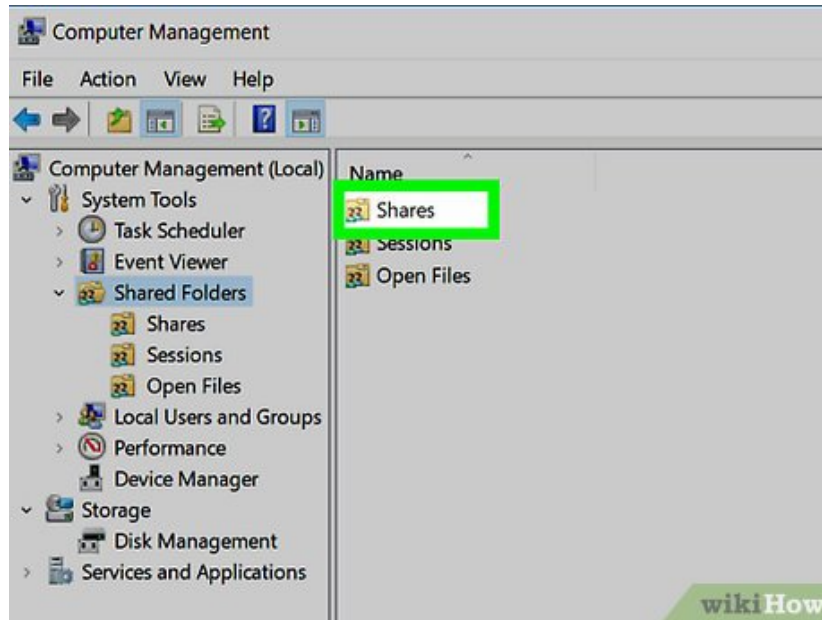 Computer Management
File Action View Help
Computer Management (Local)
System Tools
Task Scheduler
Event Viewer
Shared Folders
Shares
Sessions
Open Files
Local Users and Groups
Performance
Device Manager
Storage
Disk Management
Services and Applications
Name
Shares
Sessions
Open Files
wikiHow